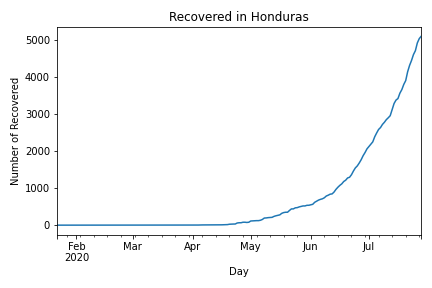 Recovered in Honduras
5000
4000
3000
2000
1000
0
Number of Recovered
Feb Mar Apr May Jun Jul
2020
Day